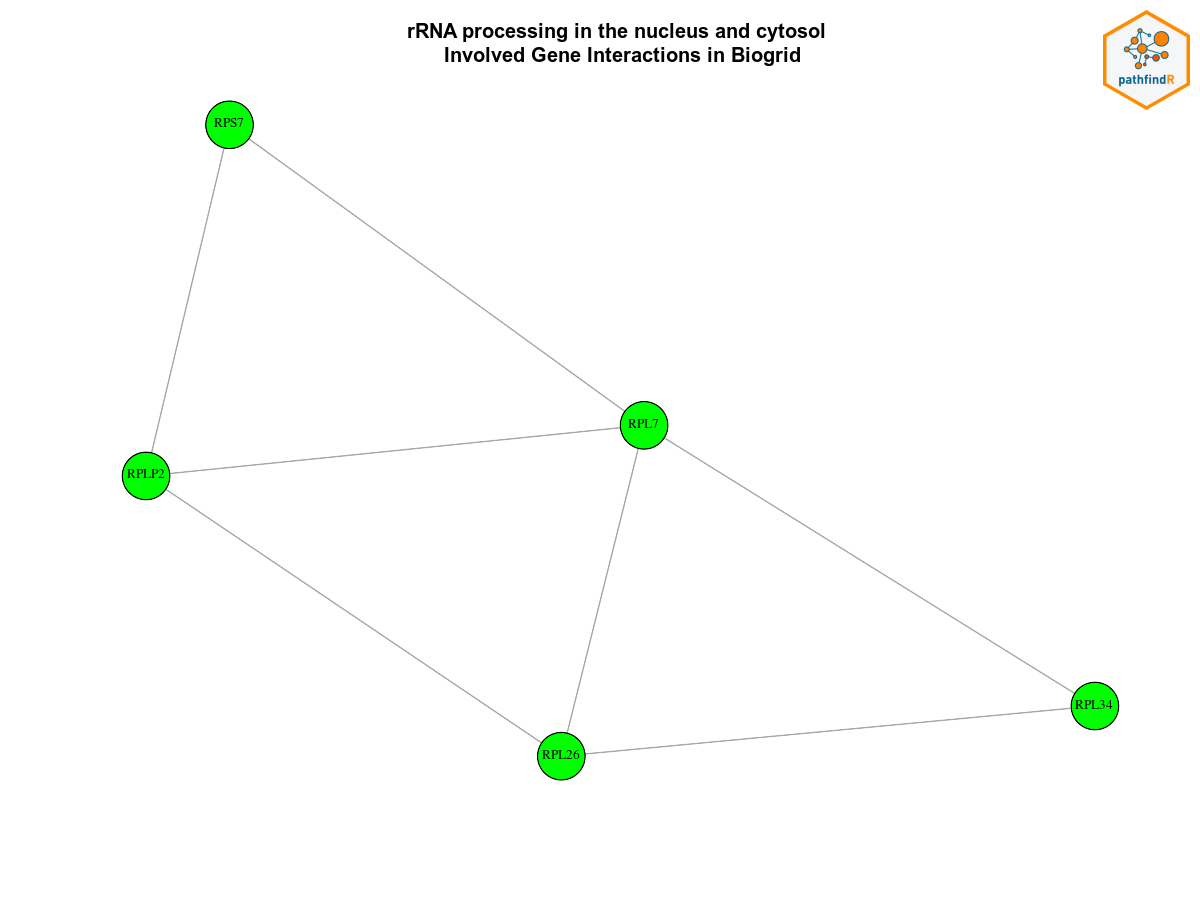 rRNA processing in the nucleus and cytosol
Involved Gene Interactions in Biogrid
pathfindR
RPS7
RPL7
RPLP2
RPL34
RPL26